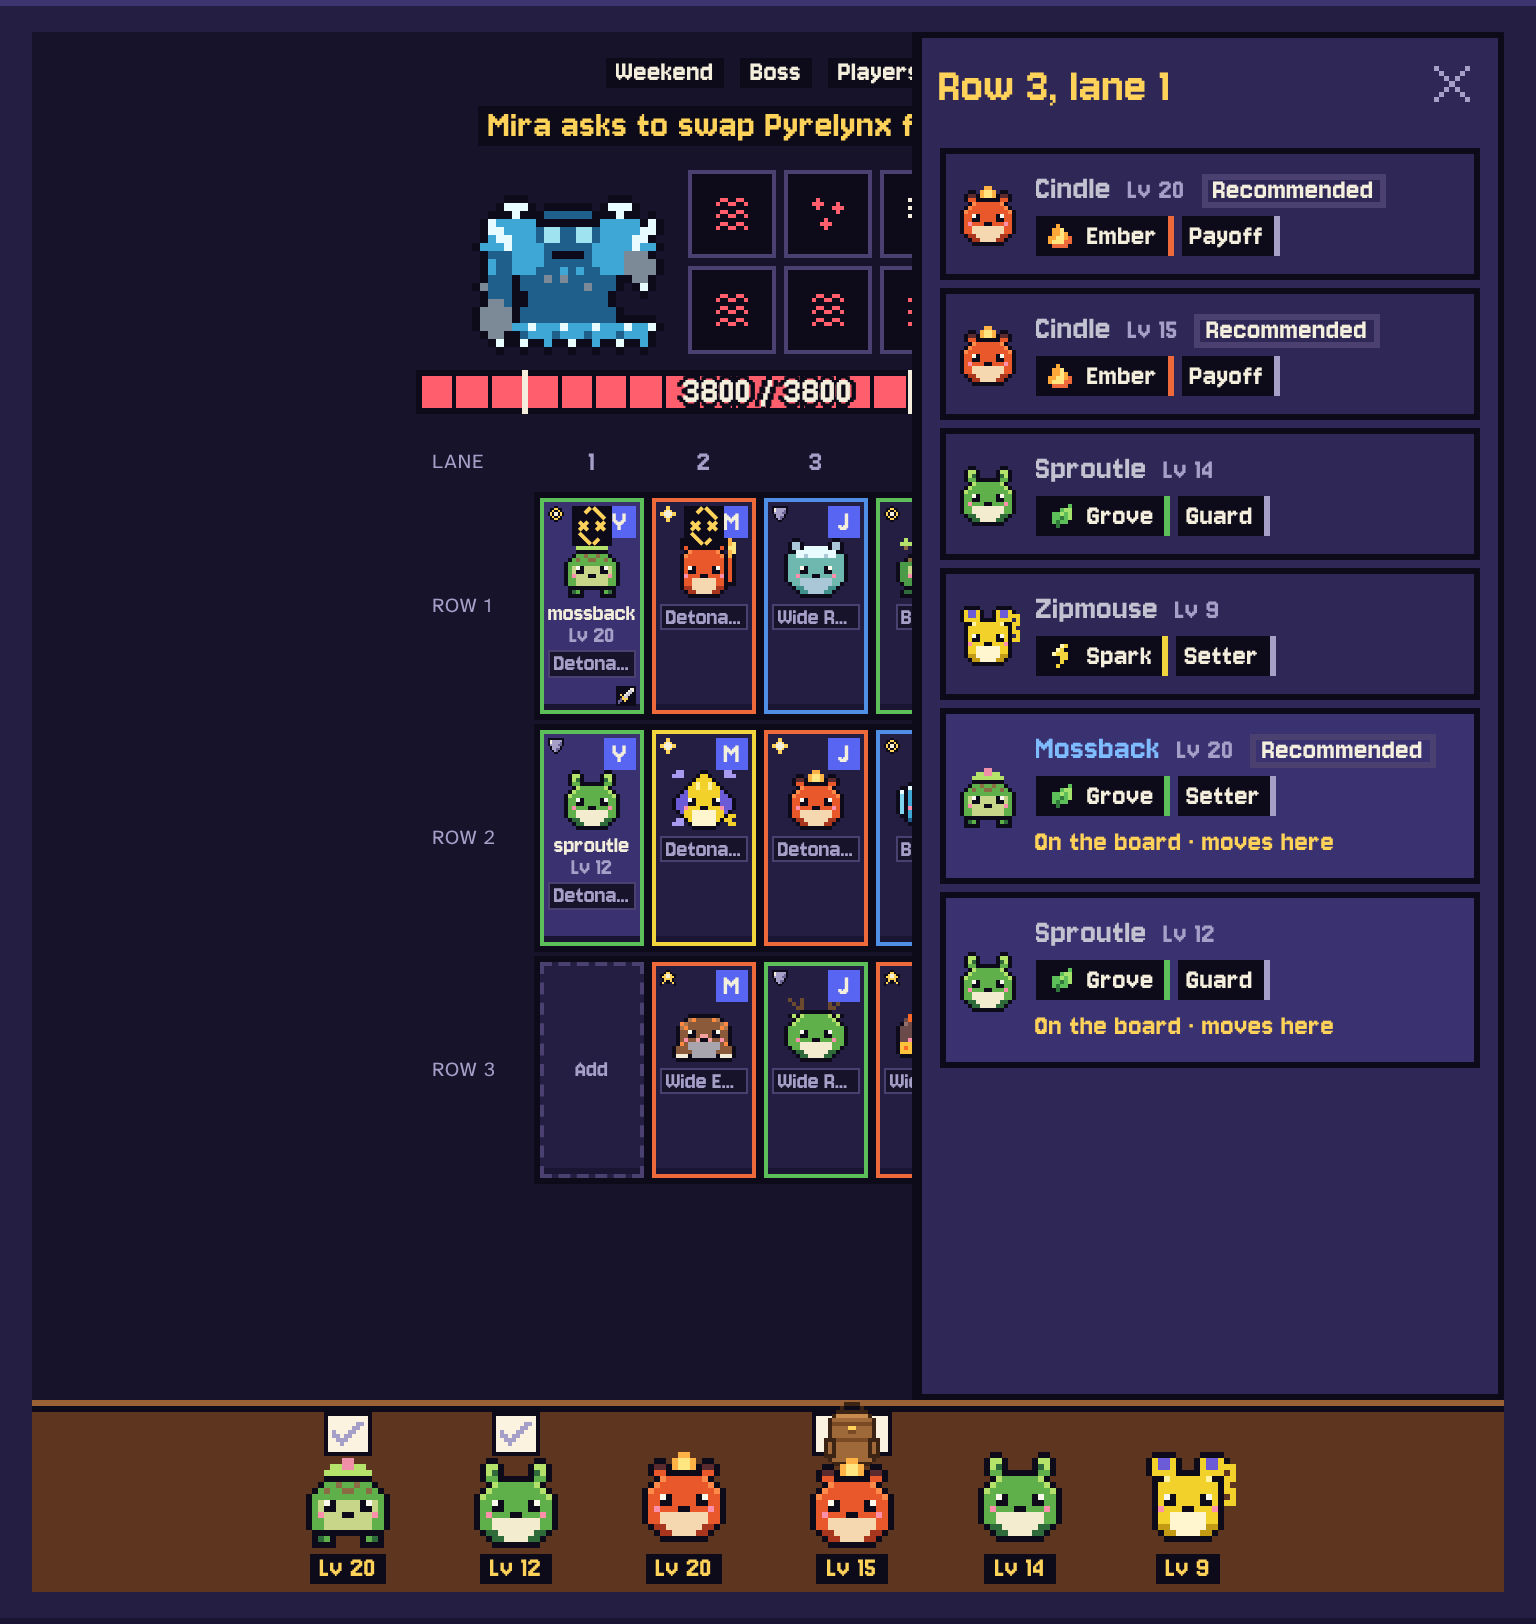 Weekend Boss Players
Mira asks to swap Pyrelynx f
3800/3800
LANE 1 2 3
ROW 1
Y
mossback
Lv 20
Detona...
M
Detona...
J
Wide R...
B
ROW 2
Y
sproutle
Lv 12
Detona...
M
Detona...
J
Detona...
B
ROW 3
Add
M
Wide E...
J
Wide R...
Wi
Row 3, lane 1
Cindle Lv 20 Recommended
Ember Payoff
Cindle Lv 15 Recommended
Ember Payoff
Sproutle Lv 14
Grove Guard
Zipmouse Lv 9
Spark Setter
Mossback Lv 20 Recommended
Grove Setter
On the board · moves here
Sproutle Lv 12
Grove Guard
On the board · moves here
Lv 20 Lv 12 Lv 20 Lv 15 Lv 14 Lv 9